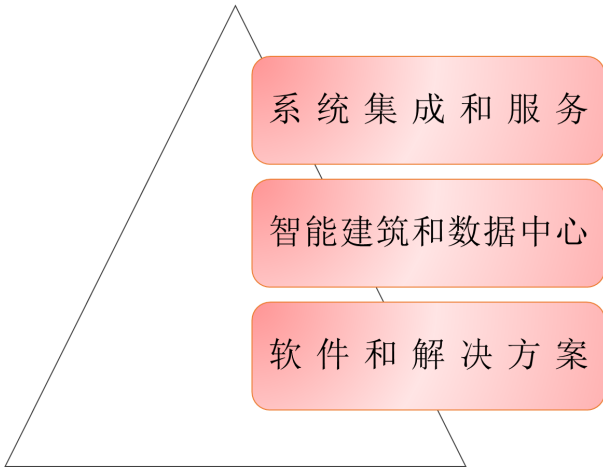 系统集成和服务
智能建筑和数据中心
软件和解决方案